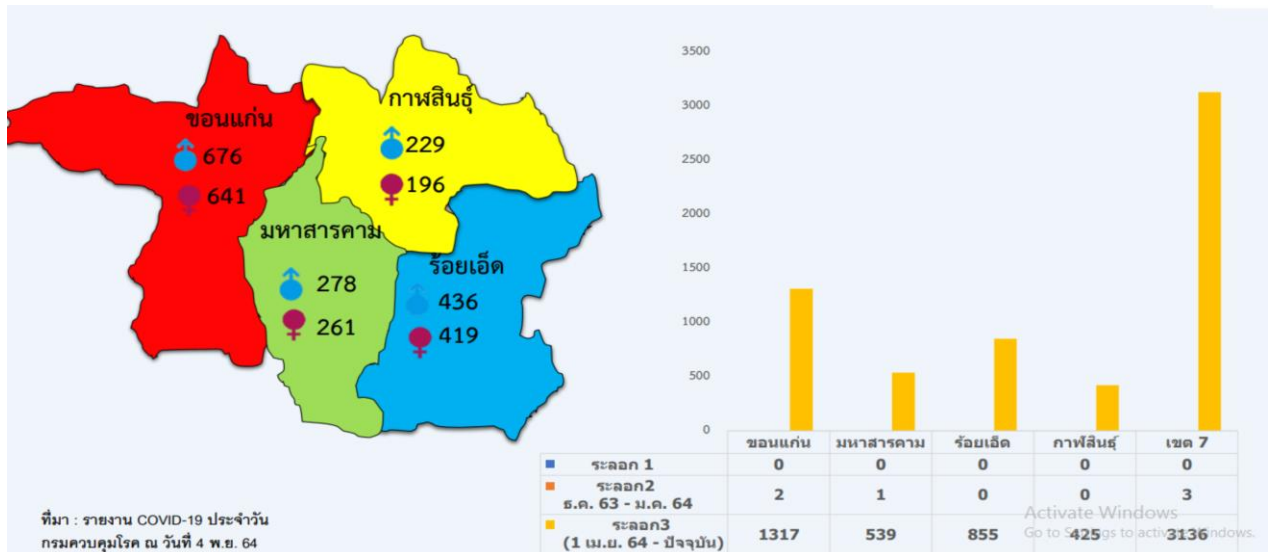 ขอนแก่น
676
641
กาฬสินธุ์
229
196
มหาสารคาม
278
261
ร้อยเอ็ด
436
419
ที่มา : รายงาน COVID-19 ประจำวัน
กรมควบคุมโรค ณ วันที่ 4 พ.ย. 64
3500
3000
2500
2000
1500
1000
500
0
ขอนแก่น มหาสารคาม ร้อยเอ็ด กาฬสินธุ์ เขต 7
ระลอก 1 0 0 0 0 0
ระลอก2
ธ.ค. 63 - ม.ค. 64 2 1 0 0 3
ระลอก3
(1 เม.ย. 64 - ปัจจุบัน) 1317 539 855 425 3136
Activate Windows
Go to Settings to activate Windows.